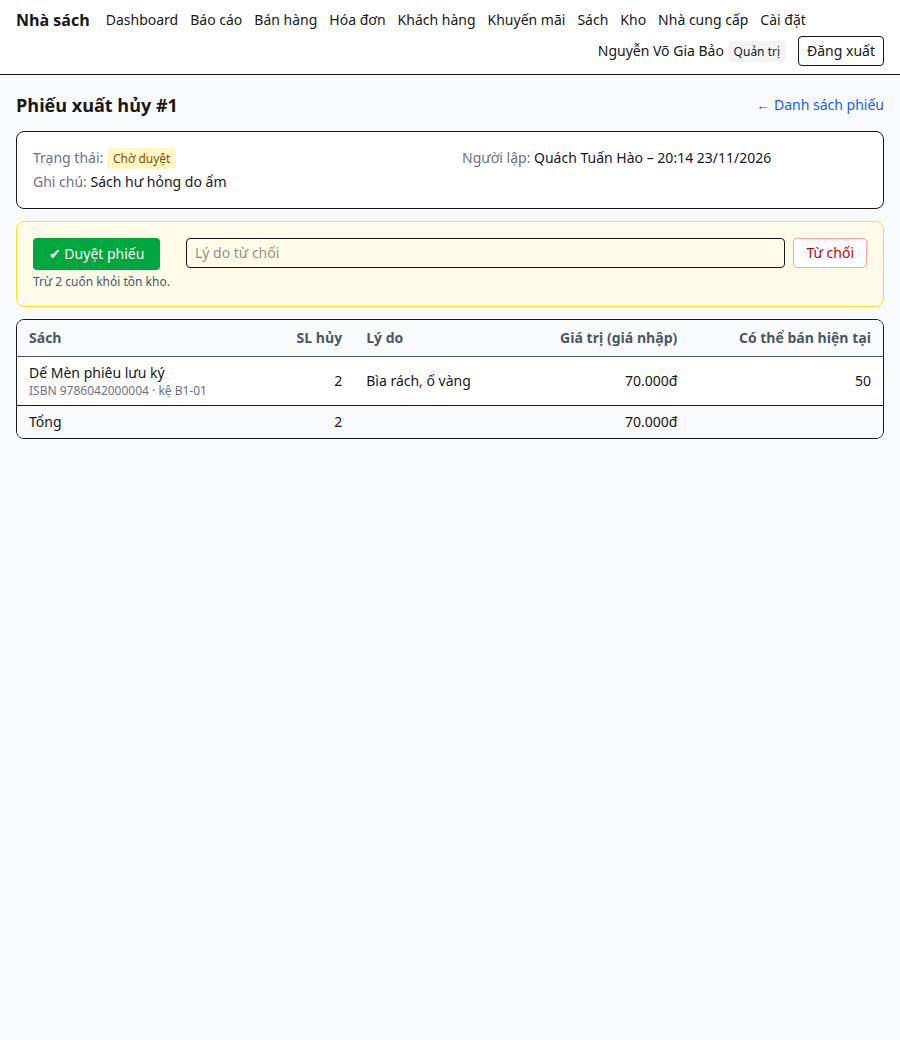 Nhà sách Dashboard Báo cáo Bán hàng Hóa đơn Khách hàng Khuyến mãi Sách Kho Nhà cung cấp Cài đặt
Nguyễn Võ Gia Bảo Quản trị Đăng xuất
Phiếu xuất hủy #1 ← Danh sách phiếu
Trạng thái: Chờ duyệt Người lập: Quách Tuấn Hào – 20:14 23/11/2026
Ghi chú: Sách hư hỏng do ẩm
✔ Duyệt phiếu Lý do từ chối Từ chối
Trừ 2 cuốn khỏi tồn kho.
Sách SL hủy Lý do Giá trị (giá nhập) Có thể bán hiện tại
Dế Mèn phiêu lưu ký 2 Bìa rách, ố vàng 70.000đ 50
ISBN 9786042000004 · kệ B1-01
Tổng 2 70.000đ